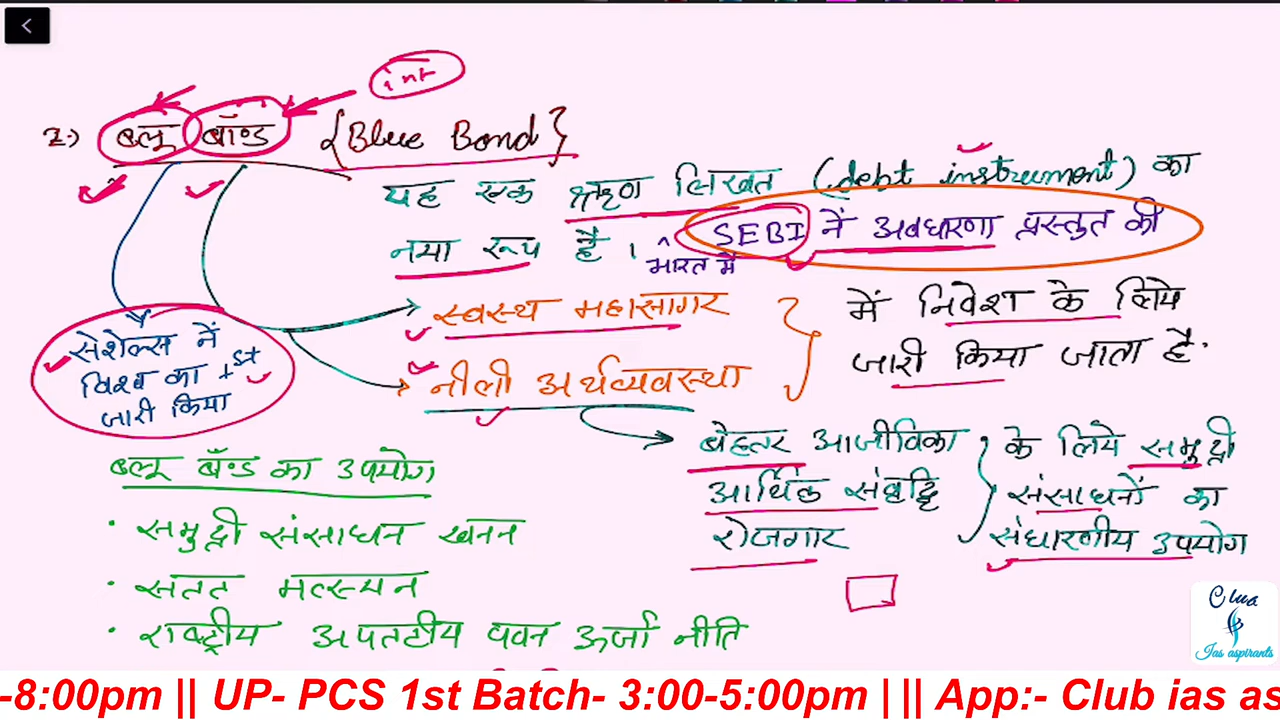 int
7.) ब्लू बॉण्ड {Blue Bond}
यह एक ऋण लिखत (debt instrument) का
नया रूप है । भारत में SEBI ने अवधारणा प्रस्तुत की
स्वस्थ महासागर
नीली अर्थव्यवस्था
में निवेश के लिये
जारी किया जाता है.
सेशेल्स ने
विश्व का 1st
जारी किया
बेहतर आजीविका
आर्थिक संवृद्धि
रोजगार
के लिये समुद्री
संसाधनों का
संधारणीय उपयोग
ब्लू बॉण्ड का उपयोग
• समुद्री संसाधन खनन
• सतत मत्स्यन
• राष्ट्रीय अपतटीय पवन ऊर्जा नीति
Club
Ias aspirants
-8:00pm || UP- PCS 1st Batch- 3:00-5:00pm | || App:- Club ias as